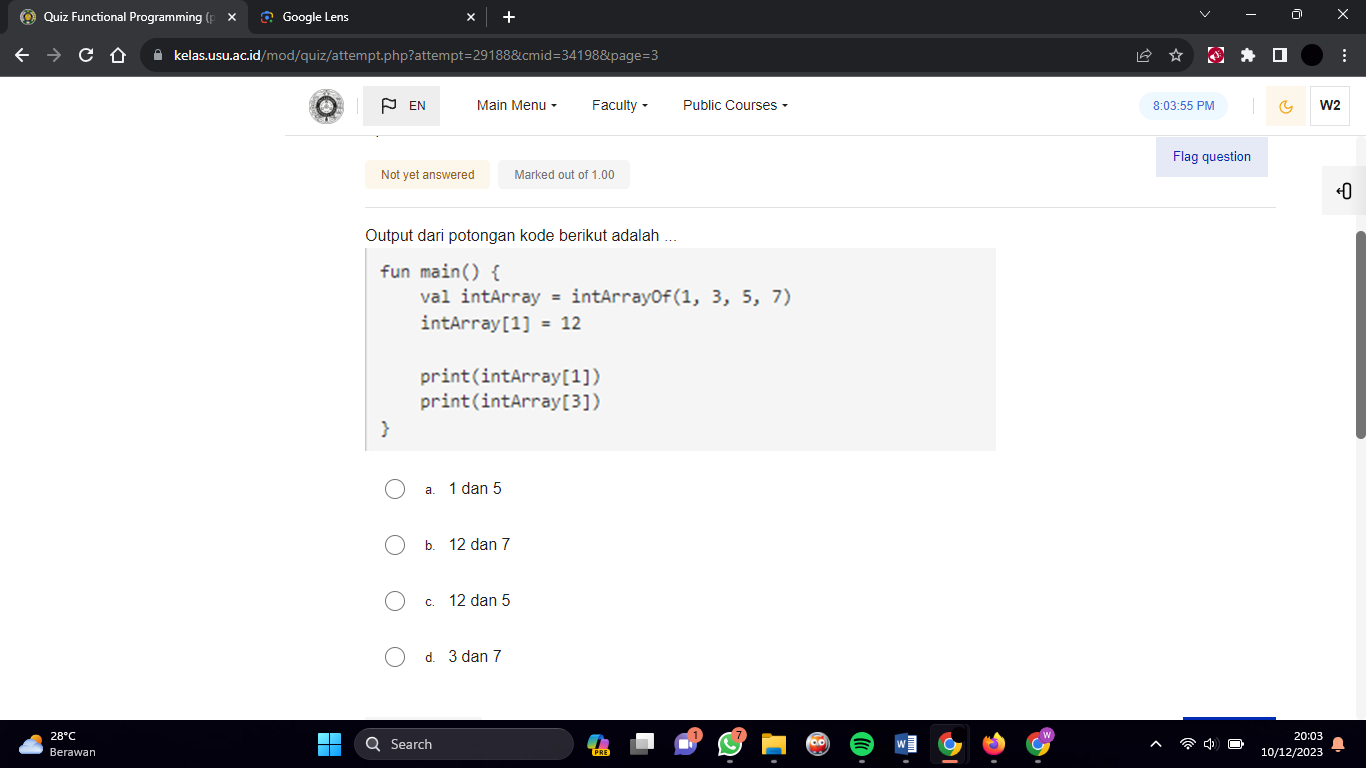 Quiz Functional Programming (p
Google Lens
kelas.usu.ac.id/mod/quiz/attempt.php?attempt=29188&cmid=34198&page=3
EN
Main Menu
Faculty
Public Courses
8:03:55 PM
W2
Not yet answered
Marked out of 1.00
Flag question
Output dari potongan kode berikut adalah ...
fun main() {
val intArray = intArrayOf(1, 3, 5, 7)
intArray[1] = 12
print(intArray[1])
print(intArray[3])
}
a. 1 dan 5
b. 12 dan 7
c. 12 dan 5
d. 3 dan 7
28°C
Berawan
Search
PRE
1
7
W
W
20:03
10/12/2023